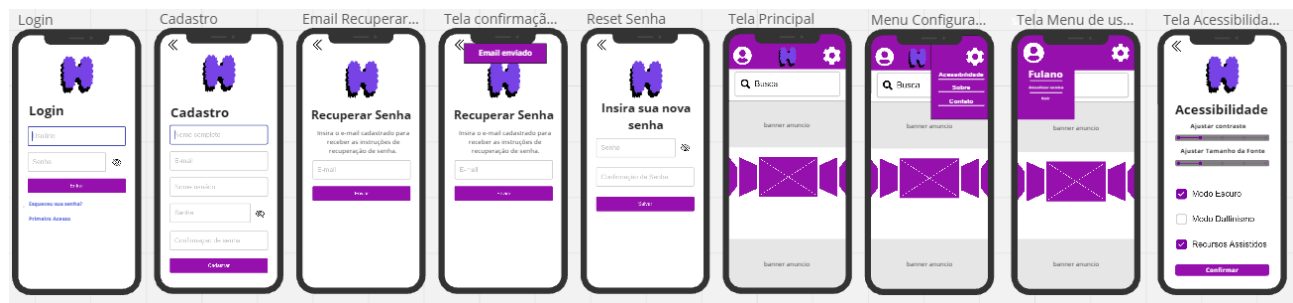 Login
Login
Usuário
Senha
Entrar
Esqueceu sua senha?
Primeiro Acesso
Cadastro
Cadastro
Nome completo
E-mail
Nome usuário
Senha
Confirmaçao de senha
Cadastrar
Email Recuperar...
Recuperar Senha
Insira o e-mail cadastrado para
receber as instruções de
recuperação de senha.
E-mail
Enviar
Tela confirmaçã...
Email enviado
Recuperar Senha
Insira o e-mail cadastrado para
receber as instruções de
recuperação de senha.
E-mail
Enviar
Reset Senha
Insira sua nova
senha
Senha
Confirmação da Senha
Salvar
Tela Principal
Busca
banner anuncio
banner anuncio
Menu Configura...
Acessibilidade
Sobre
Contato
Busca
banner anuncio
banner anuncio
Tela Menu de us...
Fulano
Sair
banner anuncio
banner anuncio
Tela Acessibilida...
Acessibilidade
Ajustar contraste
Ajustar Tamanho da Fonte
Modo Escuro
Modo Daltinismo
Recursos Assistidos
Confirmar